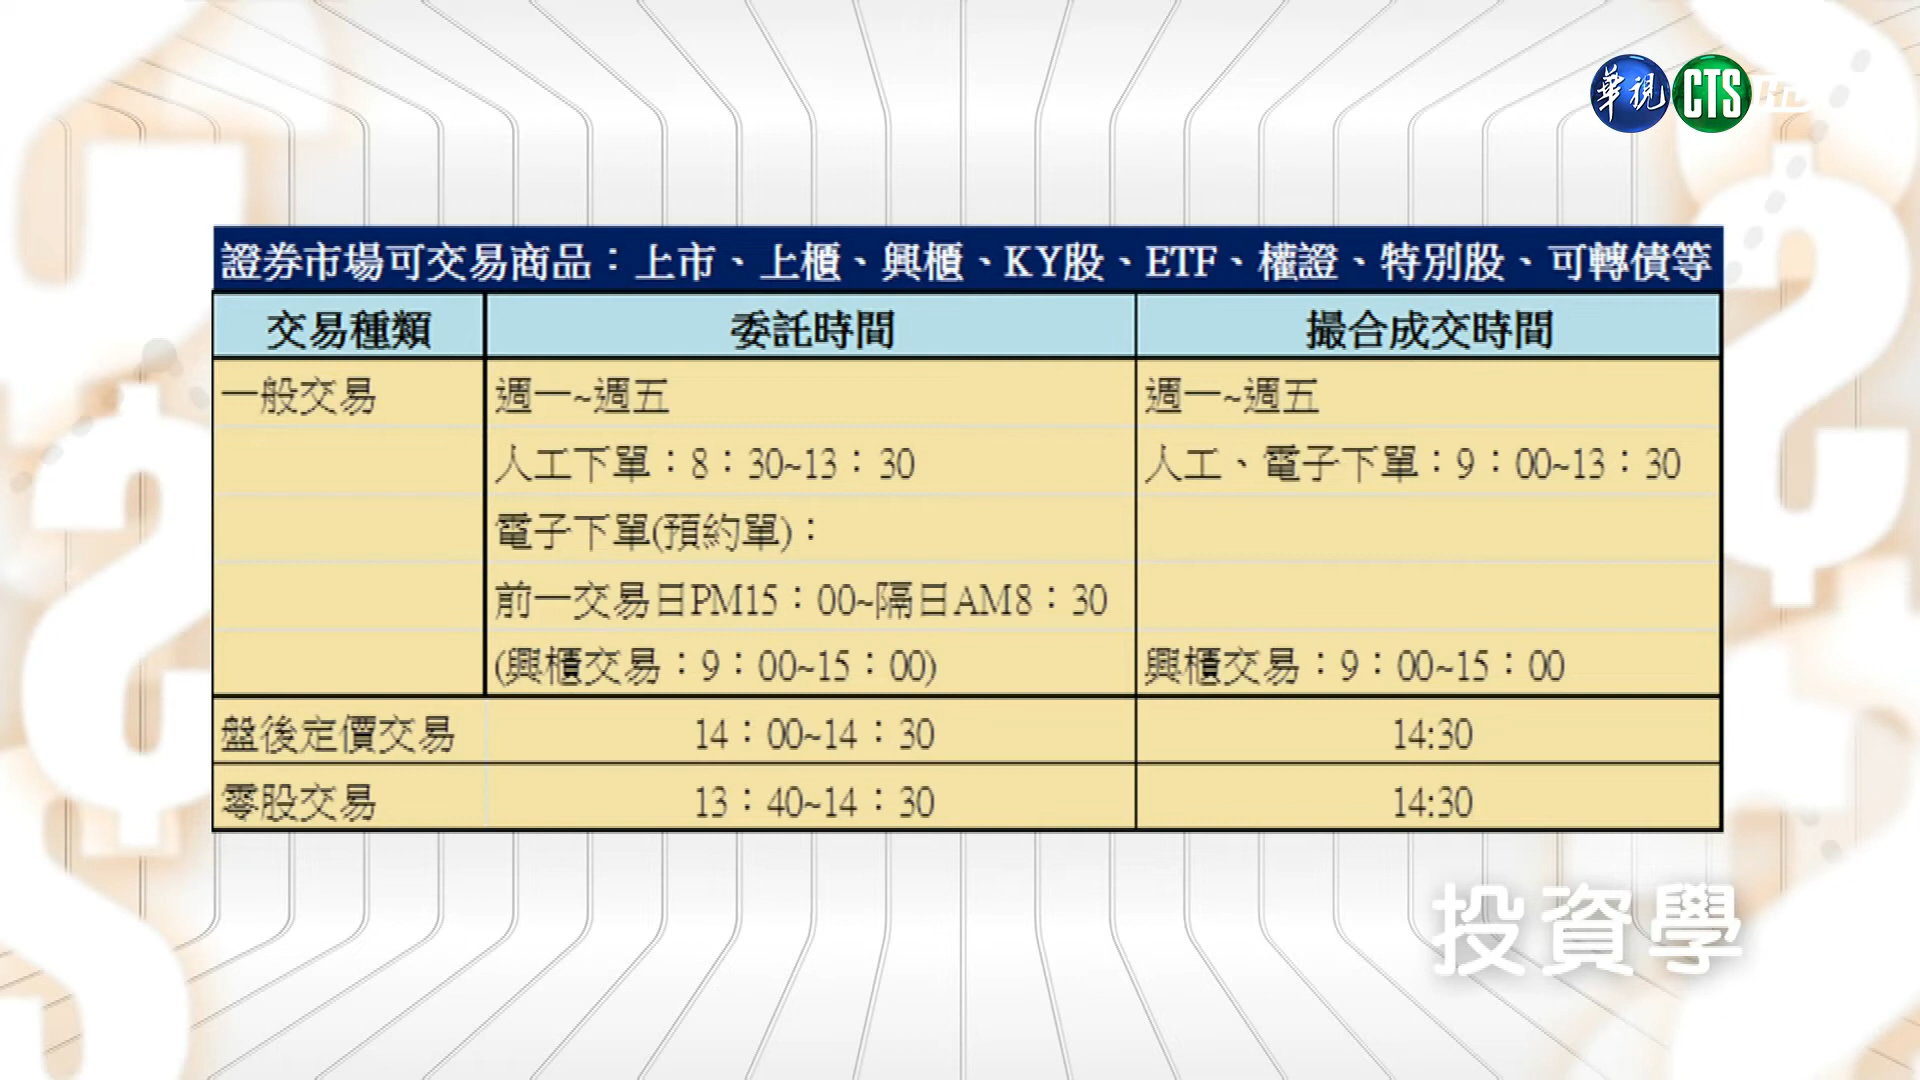 華視 CTS HD
證券市場可交易商品：上市、上櫃、興櫃、KY股、ETF、權證、特別股、可轉債等
交易種類 委託時間 撮合成交時間
一般交易 週一~週五 週一~週五
人工下單：8：30~13：30 人工、電子下單：9：00~13：30
電子下單(預約單)：
前一交易日PM15：00~隔日AM8：30
(興櫃交易：9：00~15：00) 興櫃交易：9：00~15：00
盤後定價交易 14：00~14：30 14:30
零股交易 13：40~14：30 14:30
投資學